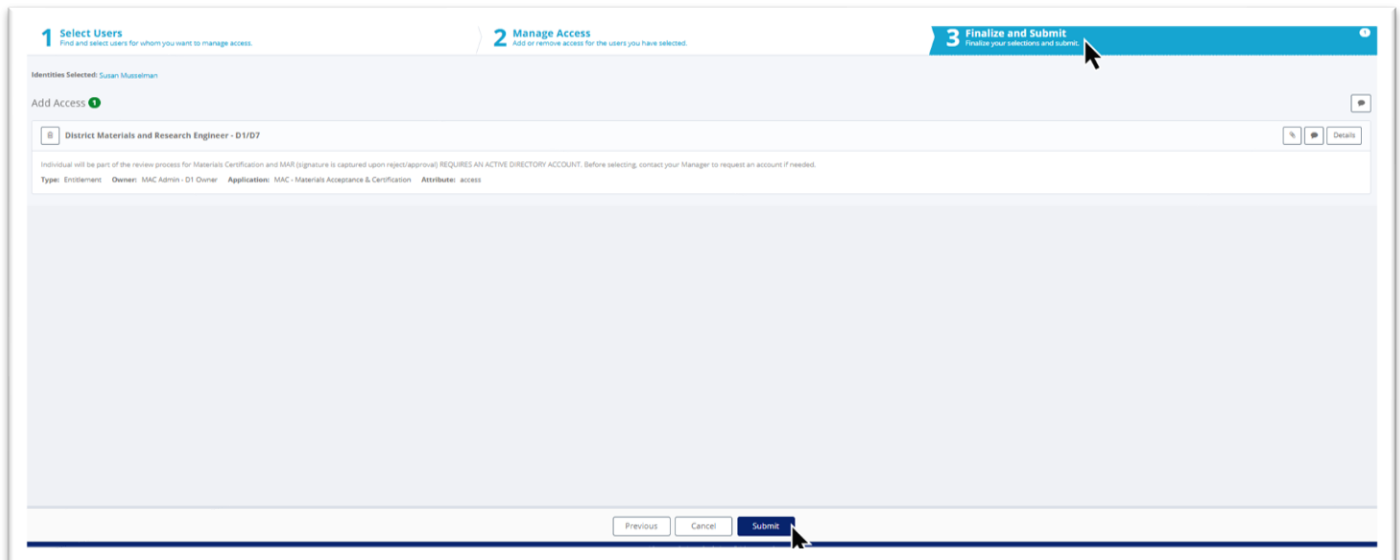 1 Select Users
Find and select users for whom you want to manage access.
2 Manage Access
Add or remove access for the users you have selected.
3 Finalize and Submit
Finalize your selections and submit.
1
Identities Selected: Susan Musselman
Add Access 1
District Materials and Research Engineer - D1/D7
Details
Individual will be part of the review process for Materials Certification and MAR (signature is captured upon reject/approval) REQUIRES AN ACTIVE DIRECTORY ACCOUNT. Before selecting, contact your Manager to request an account if needed.
Type: Entitlement Owner: MAC Admin - D1 Owner Application: MAC - Materials Acceptance & Certification Attribute: access
Previous
Cancel
Submit